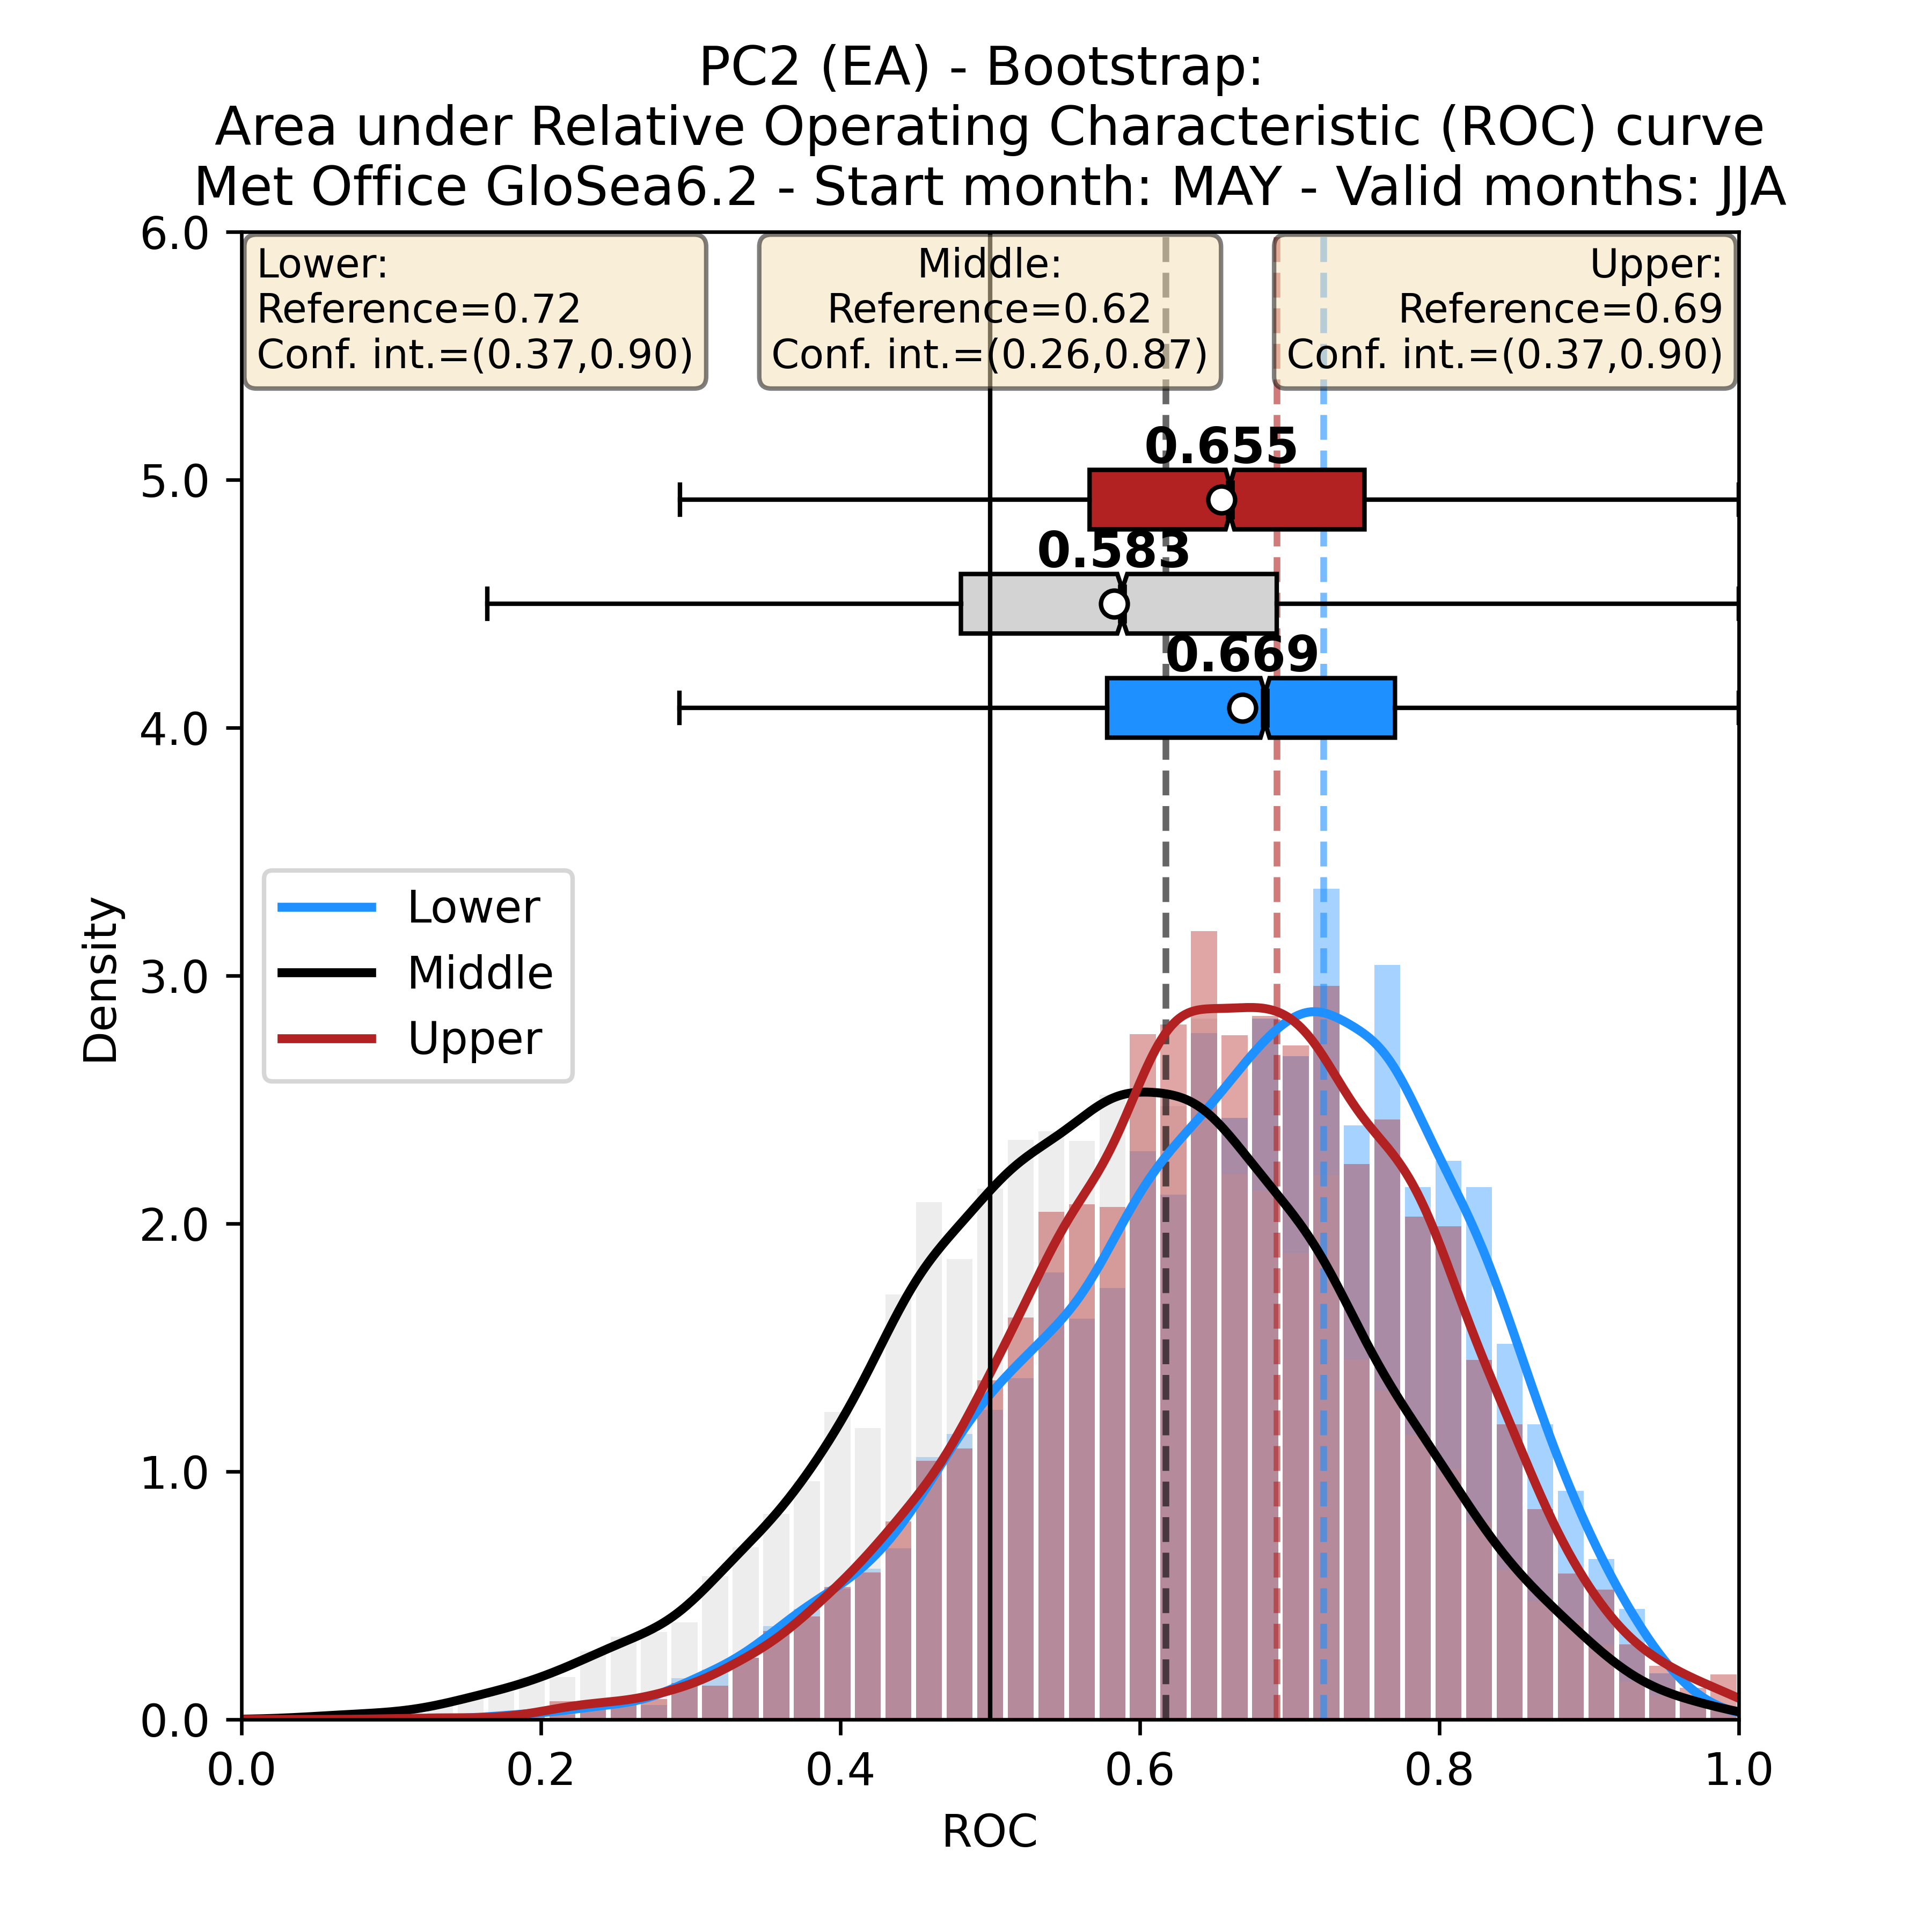 PC2 (EA) - Bootstrap:
Area under Relative Operating Characteristic (ROC) curve
Met Office GloSea6.2 - Start month: MAY - Valid months: JJA
Lower:
Reference=0.72
Conf. int.=(0.37,0.90)
Middle:
Reference=0.62
Conf. int.=(0.26,0.87)
Upper:
Reference=0.69
Conf. int.=(0.37,0.90)
0.655
0.583
0.669
Lower
Middle
Upper
Density
6.0
5.0
4.0
3.0
2.0
1.0
0.0
0.0
0.2
0.4
0.6
0.8
1.0
ROC